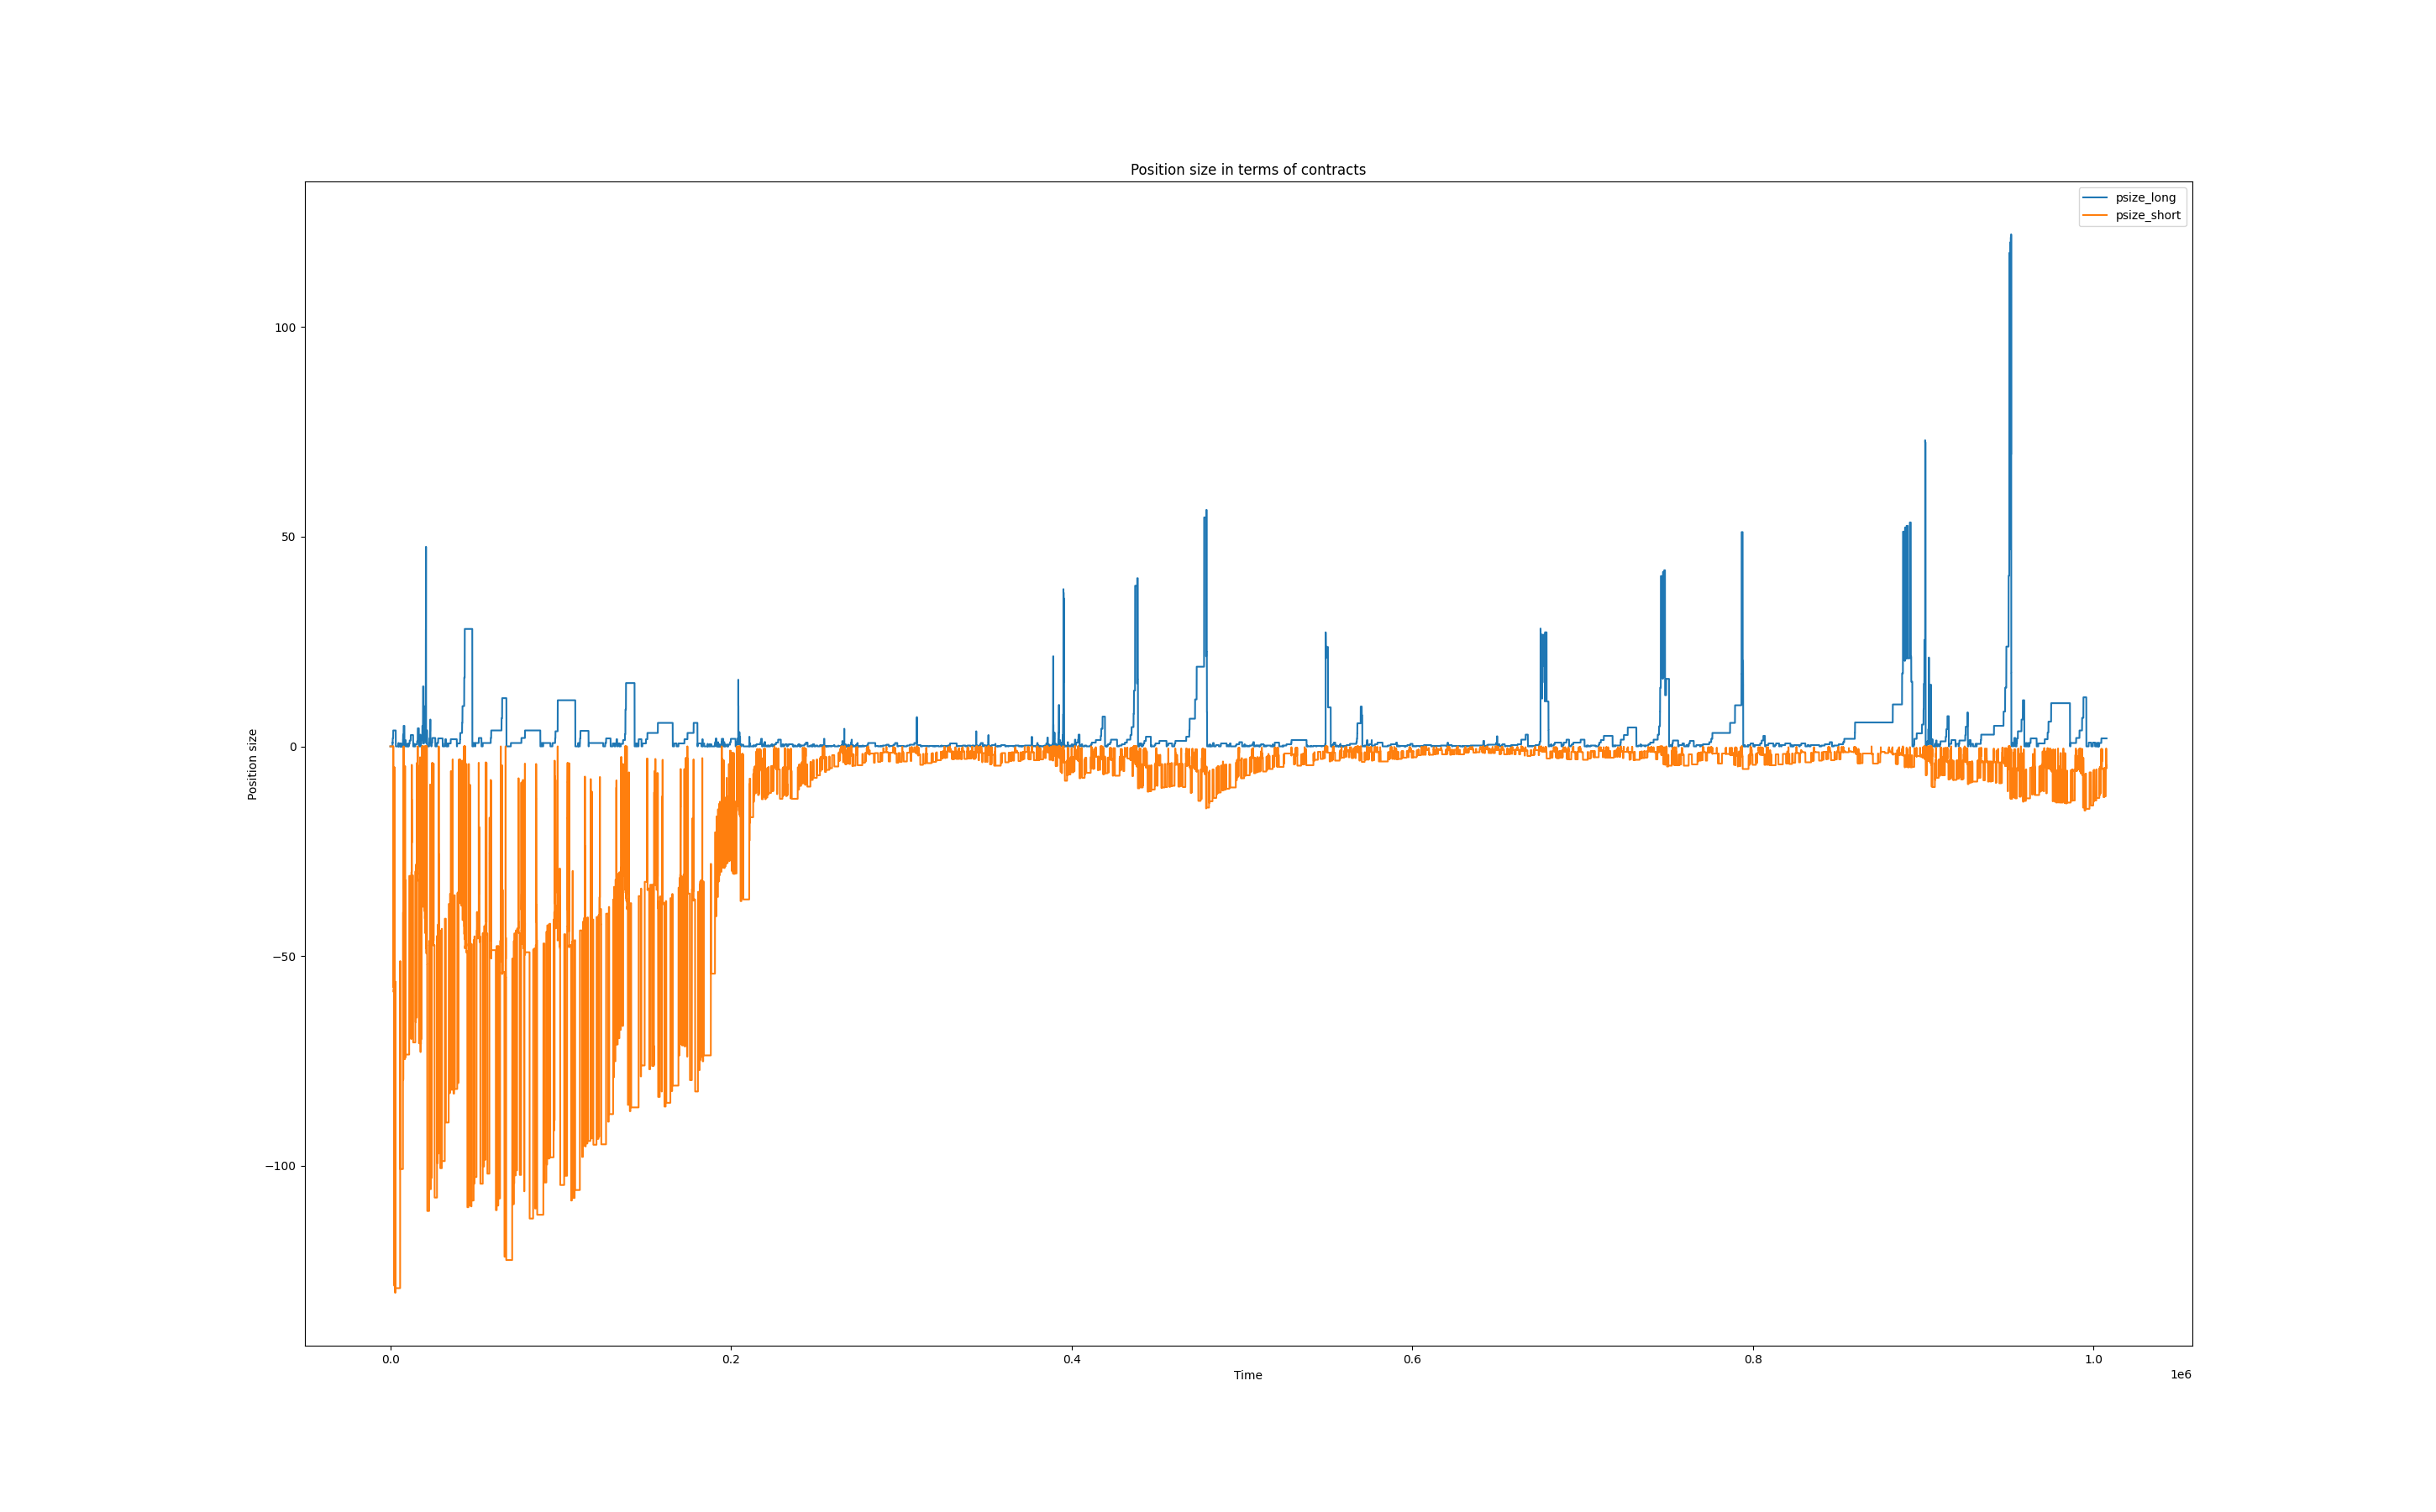 Position size in terms of contracts
psize_long
psize_short
Position size
100
50
0
−50
−100
0.0
0.2
0.4
0.6
0.8
1.0
Time
1e6